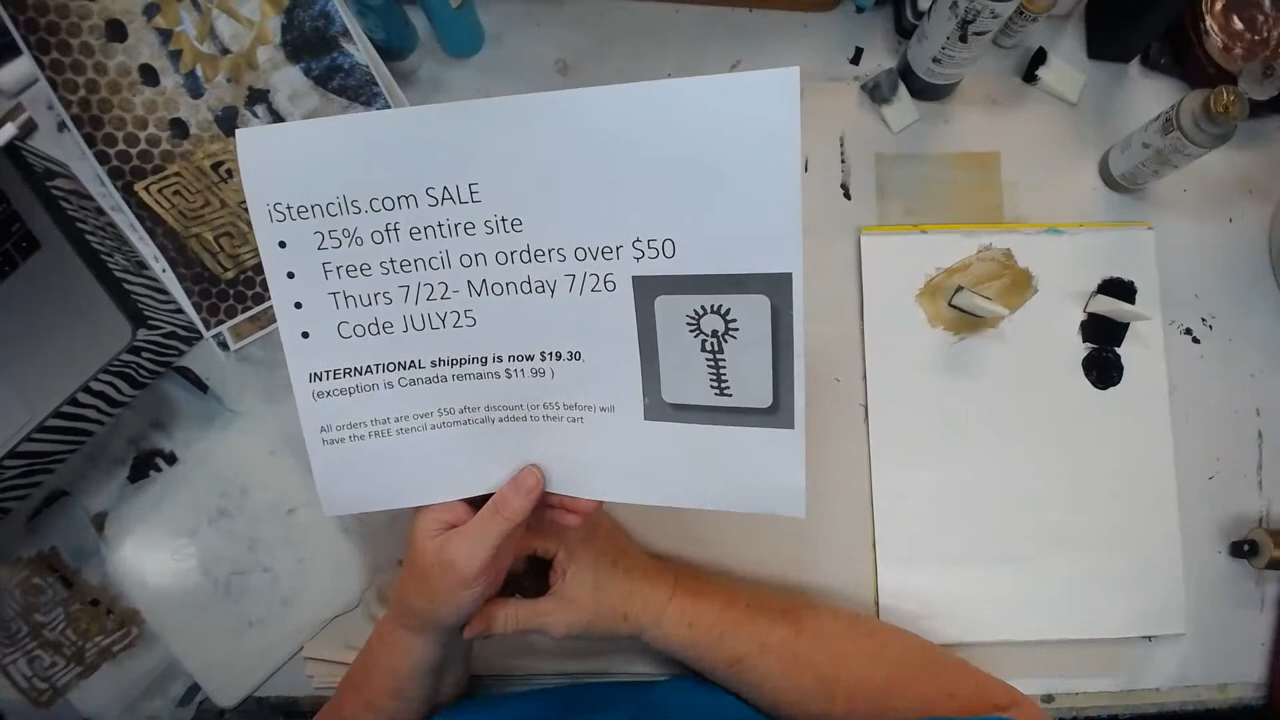 iStencils.com SALE
• 25% off entire site
• Free stencil on orders over $50
• Thurs 7/22- Monday 7/26
• Code JULY25
INTERNATIONAL shipping is now $19.30,
(exception is Canada remains $11.99 )
All orders that are over $50 after discount (or 65$ before) will
have the FREE stencil automatically added to their cart